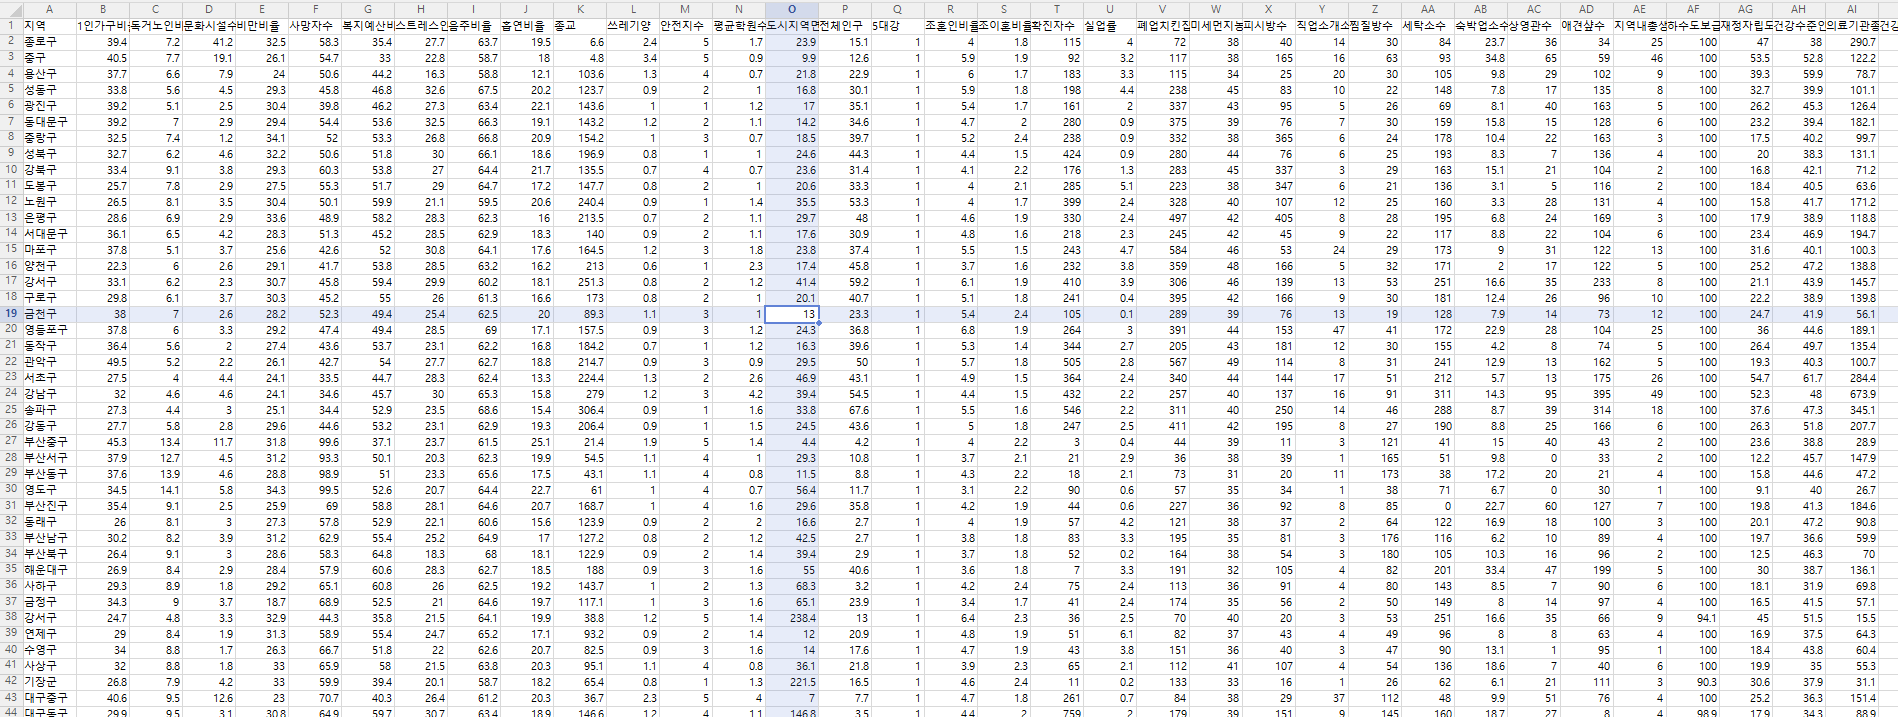 A B C D E F G H I J K L M N O P Q R S T U V W X Y Z AA AB AC AD AE AF AG AH AI
1 지역 1인가구비 독거노인비 문화시설수 비만비율 사망자수 복지예산비 스트레스인 음주비율 흡연비율 종교 쓰레기양 안전지수 평균학원수 도시지역면 전체인구 5대강 조혼인비율 조이혼비율 확진자수 실업률 폐업치킨집 미세먼지농 피시방수 직업소개소 찜질방수 세탁소수 숙박업소수 상영관수 애견샾수 지역내총생 하수도보급 재정자립도 건강수준인 의료기관종 건강
2 종로구 39.4 7.2 41.2 32.5 58.3 35.4 27.7 63.7 19.5 6.6 2.4 5 1.7 23.9 15.1 1 4 1.8 115 4 72 38 40 14 30 84 23.7 36 34 25 100 47 38 290.7
3 중구 40.5 7.7 19.1 26.1 54.7 33 22.8 58.7 18 4.8 3.4 5 0.9 9.9 12.6 1 5.9 1.9 92 3.2 117 38 165 16 63 93 34.8 65 59 46 100 53.5 52.8 122.2
4 용산구 37.7 6.6 7.9 24 50.6 44.2 16.3 58.8 12.1 103.6 1.3 4 0.7 21.8 22.9 1 6 1.7 183 3.3 115 34 25 20 30 105 9.8 29 102 9 100 39.3 59.9 78.7
5 성동구 33.8 5.6 4.5 29.3 45.8 46.8 32.6 67.5 20.2 123.7 0.9 2 1 16.8 30.1 1 5.9 1.8 198 4.4 238 45 83 10 22 148 7.8 17 135 8 100 32.7 39.9 101.1
6 광진구 39.2 5.1 2.5 30.4 39.8 46.2 27.3 63.4 22.1 143.6 1 1 1.2 17 35.1 1 5.4 1.7 161 2 337 43 95 5 26 69 8.1 40 163 5 100 26.2 45.3 126.4
7 동대문구 39.2 7 2.9 29.4 54.4 53.6 32.5 66.3 19.1 143.2 1.2 2 1.1 14.2 34.6 1 4.7 2 280 0.9 375 39 76 7 30 159 15.8 15 128 6 100 23.2 39.4 182.1
8 중랑구 32.5 7.4 1.2 34.1 52 53.3 26.8 66.8 20.9 154.2 1 3 0.7 18.5 39.7 1 5.2 2.4 238 0.9 332 38 365 6 24 178 10.4 22 163 3 100 17.5 40.2 99.7
9 성북구 32.7 6.2 4.6 32.2 50.6 51.8 30 66.1 18.6 196.9 0.8 1 1 24.6 44.3 1 4.4 1.5 424 0.9 280 44 76 6 25 193 8.3 7 136 4 100 20 38.3 131.1
10 강북구 33.4 9.1 3.8 29.3 60.3 53.8 27 64.4 21.7 135.5 0.7 4 0.7 23.6 31.4 1 4.1 2.2 176 1.3 283 45 337 3 29 163 15.1 21 104 2 100 16.8 42.1 71.2
11 도봉구 25.7 7.8 2.9 27.5 55.3 51.7 29 64.7 17.2 147.7 0.8 2 1 20.6 33.3 1 4 2.1 285 5.1 223 38 347 6 21 136 3.1 5 116 2 100 18.4 40.5 63.6
12 노원구 26.5 8.1 3.5 30.4 50.1 59.9 21.1 59.5 20.6 240.4 0.9 1 1.4 35.5 53.3 1 4 1.7 399 2.4 328 40 107 12 25 160 3.3 28 131 4 100 15.8 41.7 171.2
13 은평구 28.6 6.9 2.9 33.6 48.9 58.2 28.3 62.3 16 213.5 0.7 2 1.1 29.7 48 1 4.6 1.9 330 2.4 497 42 405 8 28 195 6.8 24 169 3 100 17.9 38.9 118.8
14 서대문구 36.1 6.5 4.2 28.3 51.3 45.2 28.5 62.9 18.3 140 0.9 2 1.1 17.6 30.9 1 4.8 1.6 218 2.3 245 42 45 9 22 117 8.8 22 104 6 100 23.4 46.9 194.7
15 마포구 37.8 5.1 3.7 25.6 42.6 52 30.8 64.1 17.6 164.5 1.2 3 1.8 23.8 37.4 1 5.5 1.5 243 4.7 584 46 53 24 29 173 9 31 122 13 100 31.6 40.1 100.3
16 양천구 22.3 6 2.6 29.1 41.7 53.8 28.5 63.2 16.2 213 0.6 1 2.3 17.4 45.8 1 3.7 1.6 232 3.8 359 48 166 5 32 171 2 17 122 5 100 25.2 47.2 138.8
17 강서구 33.1 6.2 2.3 30.7 45.8 59.4 29.9 60.2 18.1 251.3 0.8 2 1.2 41.4 59.2 1 6.1 1.9 410 3.9 306 46 139 13 53 251 16.6 35 233 8 100 21.1 43.9 145.7
18 구로구 29.8 6.1 3.7 30.3 45.2 55 26 61.3 16.6 173 0.8 2 1 20.1 40.7 1 5.1 1.8 241 0.4 395 42 166 9 30 181 12.4 26 96 10 100 22.2 38.9 139.8
19 금천구 38 7 2.6 28.2 52.3 49.4 25.4 62.5 20 89.3 1.1 3 1 13 23.3 1 5.4 2.4 105 0.1 289 39 76 13 19 128 7.9 14 73 12 100 24.7 41.9 56.1
20 영등포구 37.8 6 3.3 29.2 47.4 40.4 28.5 69 17.1 157.5 0.9 3 1.2 24.3 36.8 1 6.8 1.9 264 3 391 44 153 47 41 172 22.9 28 104 25 100 36 44.6 189.1
21 동작구 36.4 5.6 2 27.4 43.6 53.7 23.1 62.2 16.8 184.2 0.7 1 1.2 16.3 39.6 1 5.3 1.4 344 2.7 205 43 181 12 30 155 4.2 8 74 5 100 26.4 49.7 135.4
22 관악구 49.5 5.2 2.2 26.1 42.7 54 27.7 62.7 18.8 214.7 0.9 3 0.9 29.5 50 1 5.7 1.8 505 2.8 567 49 114 8 31 241 12.9 13 162 5 100 19.3 40.3 100.7
23 서초구 27.5 4 4.4 24.1 33.5 44.7 28.3 62.4 13.3 224.4 1.3 2 2.6 46.9 43.1 1 4.9 1.5 364 2.4 340 44 144 17 51 212 5.7 13 175 26 100 54.7 61.7 284.4
24 강남구 32 4.6 4.6 24.1 34.6 45.7 30 65.3 15.8 279 1.2 3 4.2 39.4 54.5 1 4.4 1.5 432 2.2 257 40 137 16 91 311 14.3 95 395 49 100 52.3 48 673.9
25 송파구 27.3 4.4 3 25.1 34.4 52.9 23.5 68.6 15.4 306.4 0.9 1 1.6 33.8 67.6 1 5.5 1.6 546 2.2 311 40 250 14 46 288 8.7 39 314 18 100 37.6 47.3 345.1
26 강동구 27.7 5.8 2.8 29.6 44.6 53.2 23.1 62.9 19.3 206.4 0.9 1 1.5 24.5 43.6 1 5 1.8 247 2.5 411 42 195 8 27 190 8.8 25 166 6 100 26.3 51.8 207.7
27 부산중구 45.3 13.4 11.7 31.8 99.6 37.1 23.7 61.5 25.1 21.4 1.9 5 1.4 4.4 4.2 1 4 2.2 3 0.4 44 39 11 3 121 41 15 40 43 2 100 23.6 38.8 28.9
28 부산서구 37.9 12.7 4.5 31.2 93.3 50.1 20.3 62.3 19.9 54.5 1.1 4 1 29.3 10.8 1 3.7 2.1 21 2.9 36 38 39 1 165 51 9.8 0 33 2 100 12.2 45.7 147.9
29 부산동구 37.6 13.9 4.6 28.8 98.9 51 23.3 65.6 17.5 43.1 1.1 4 0.8 11.5 8.8 1 4.3 2.2 18 2.1 73 31 20 11 173 38 17.2 20 21 4 100 15.8 44.6 47.2
30 영도구 34.5 14.1 5.8 34.3 99.5 52.6 20.7 64.4 22.7 61 1 4 0.7 56.4 11.7 1 3.1 2.2 90 0.6 57 35 34 1 38 71 6.7 0 30 1 100 9.1 40 26.7
31 부산진구 35.4 9.1 2.5 25.9 69 58.8 28.1 64.6 20.7 168.7 1 4 1.6 29.6 35.8 1 4.2 1.9 44 0.6 227 36 92 8 85 0 22.7 60 127 7 100 19.8 41.3 184.6
32 동래구 26 8.1 3 27.3 57.8 52.9 22.1 60.6 15.6 123.9 0.9 2 2 16.6 2.7 1 4 1.9 57 4.2 121 38 37 2 64 122 16.9 18 100 3 100 20.1 47.2 90.8
33 부산남구 30.2 8.2 3.9 31.2 62.9 55.4 25.2 64.9 17 127.2 0.8 2 1.2 42.5 2.7 1 3.8 1.8 83 3.3 195 35 81 3 176 116 6.2 10 89 4 100 19.7 36.6 59.9
34 부산북구 26.4 9.1 3 28.6 58.3 64.8 18.3 68 18.1 122.9 0.9 2 1.4 39.4 2.9 1 3.7 1.8 52 0.2 164 38 54 3 180 105 10.3 16 96 2 100 12.5 46.3 70
35 해운대구 26.9 8.4 2.9 28.4 57.9 60.6 28.3 62.7 18.5 188 0.9 3 1.6 55 40.6 1 3.6 1.8 7 3.3 191 32 105 4 82 201 33.4 47 199 5 100 30 38.7 136.1
36 사하구 29.3 8.9 1.8 29.2 65.1 60.8 26 62.5 19.2 143.7 1 2 1.3 68.3 3.2 1 4.2 2.4 75 2.4 113 36 91 4 80 143 8.5 7 90 6 100 18.1 31.9 69.8
37 금정구 34.3 9 3.7 18.7 68.9 52.5 21 64.6 19.7 117.1 1 3 1.6 65.1 23.9 1 3.4 1.7 41 2.4 174 35 56 2 50 149 8 14 97 4 100 16.5 41.5 57.1
38 강서구 24.7 4.8 3.3 32.9 44.3 35.8 21.5 64.1 19.9 38.8 1.2 5 1.4 238.4 13 1 6.4 2.3 36 2.5 70 40 20 3 53 251 16.6 35 66 9 94.1 45 51.5 15.5
39 연제구 29 8.4 1.9 31.3 58.9 55.4 24.7 65.2 17.1 93.2 0.9 2 1.4 12 20.9 1 4.8 1.9 51 6.1 82 37 43 4 49 96 8 8 63 4 100 16.9 37.5 64.3
40 수영구 34 8.8 1.7 26.3 66.7 51.8 22 62.6 20.7 82.5 0.9 3 1.6 14 17.6 1 4.7 1.9 43 3.8 151 36 40 3 47 90 13.1 1 95 1 100 18.4 43.8 60.4
41 사상구 32 8.8 1.8 33 65.9 58 21.5 63.8 20.3 95.1 1.1 4 0.8 36.1 21.8 1 3.9 2.3 65 2.1 112 41 107 4 54 136 18.6 7 40 6 100 19.9 35 55.3
42 기장군 26.8 7.9 4.2 33 59.9 39.4 20.1 58.7 18.2 65.4 0.8 1 1.3 221.5 16.5 1 4.6 2.4 11 0.2 133 33 16 1 26 62 6.1 21 111 3 90.3 30.6 37.9 31.1
43 대구중구 40.6 9.5 12.6 23 70.7 40.3 26.4 61.2 20.3 36.7 2.3 5 4 7 7.7 1 4.7 1.8 261 0.7 84 38 29 37 112 48 9.9 51 76 4 100 25.2 36.3 151.4
44 대구동구 29.9 9.5 3.1 30.8 64.9 59.7 30.7 63.4 18.9 146.6 1.2 4 1.1 146.8 3.5 1 4.4 2 759 2 179 39 151 9 145 160 18.7 27 8 4 98.9 17.9 34.3 88.9